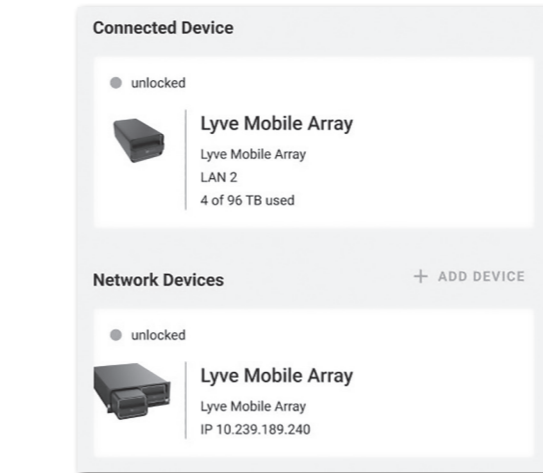 Connected Device
unlocked
Lyve Mobile Array
Lyve Mobile Array
LAN 2
4 of 96 TB used
Network Devices
+ ADD DEVICE
unlocked
Lyve Mobile Array
Lyve Mobile Array
IP 10.239.189.240